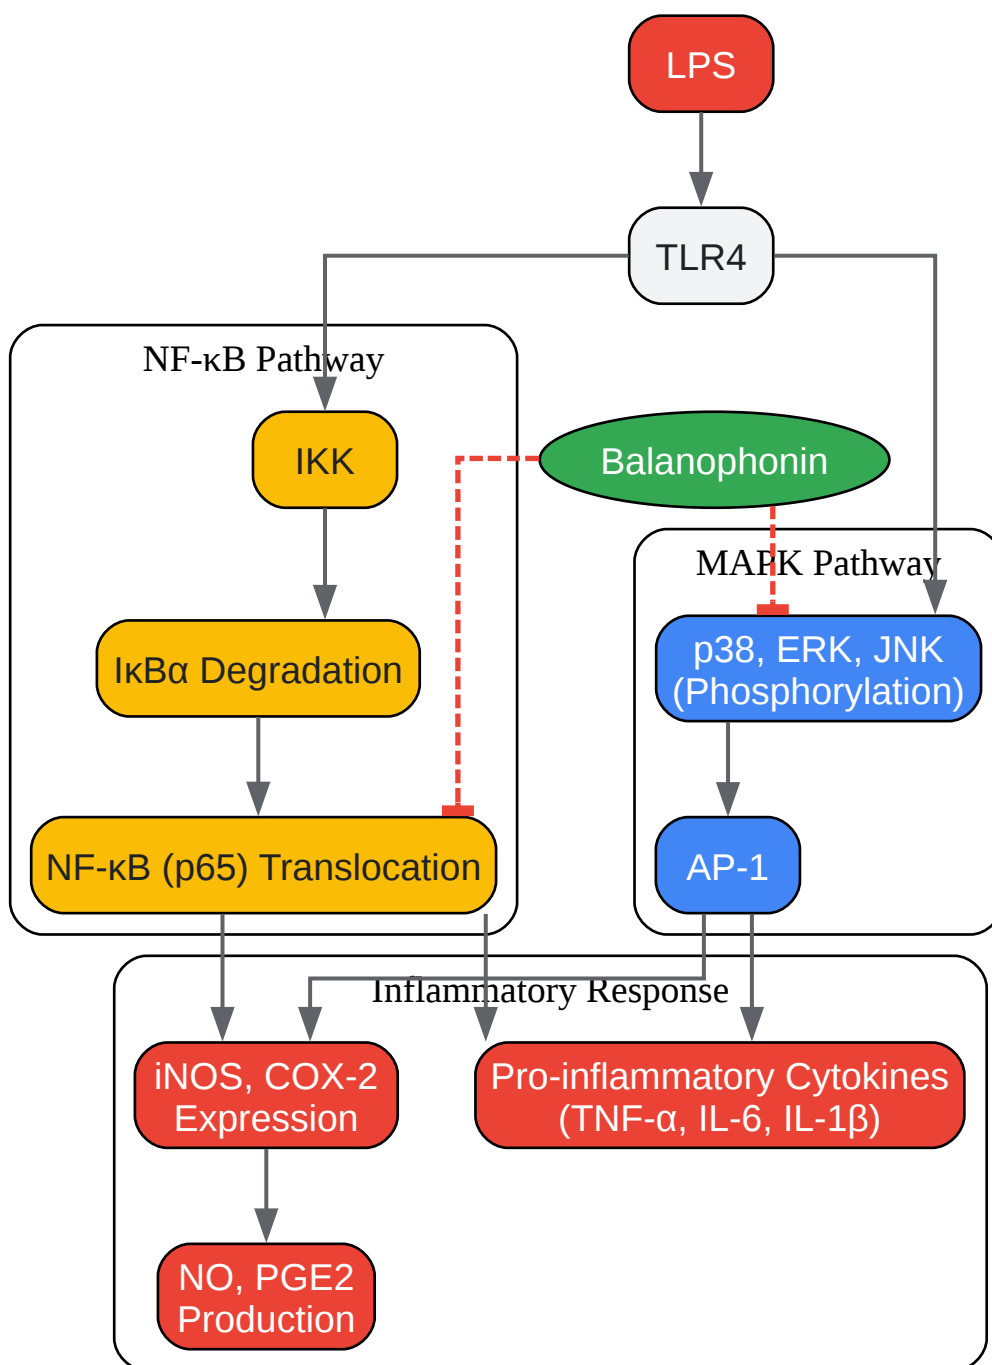 LPS
TLR4
NF-κB Pathway
IKK
Balanophonin
MAPK Pathway
IκBα Degradation
p38, ERK, JNK
(Phosphorylation)
NF-κB (p65) Translocation
AP-1
Inflammatory Response
iNOS, COX-2
Expression
Pro-inflammatory Cytokines
(TNF-α, IL-6, IL-1β)
NO, PGE2
Production